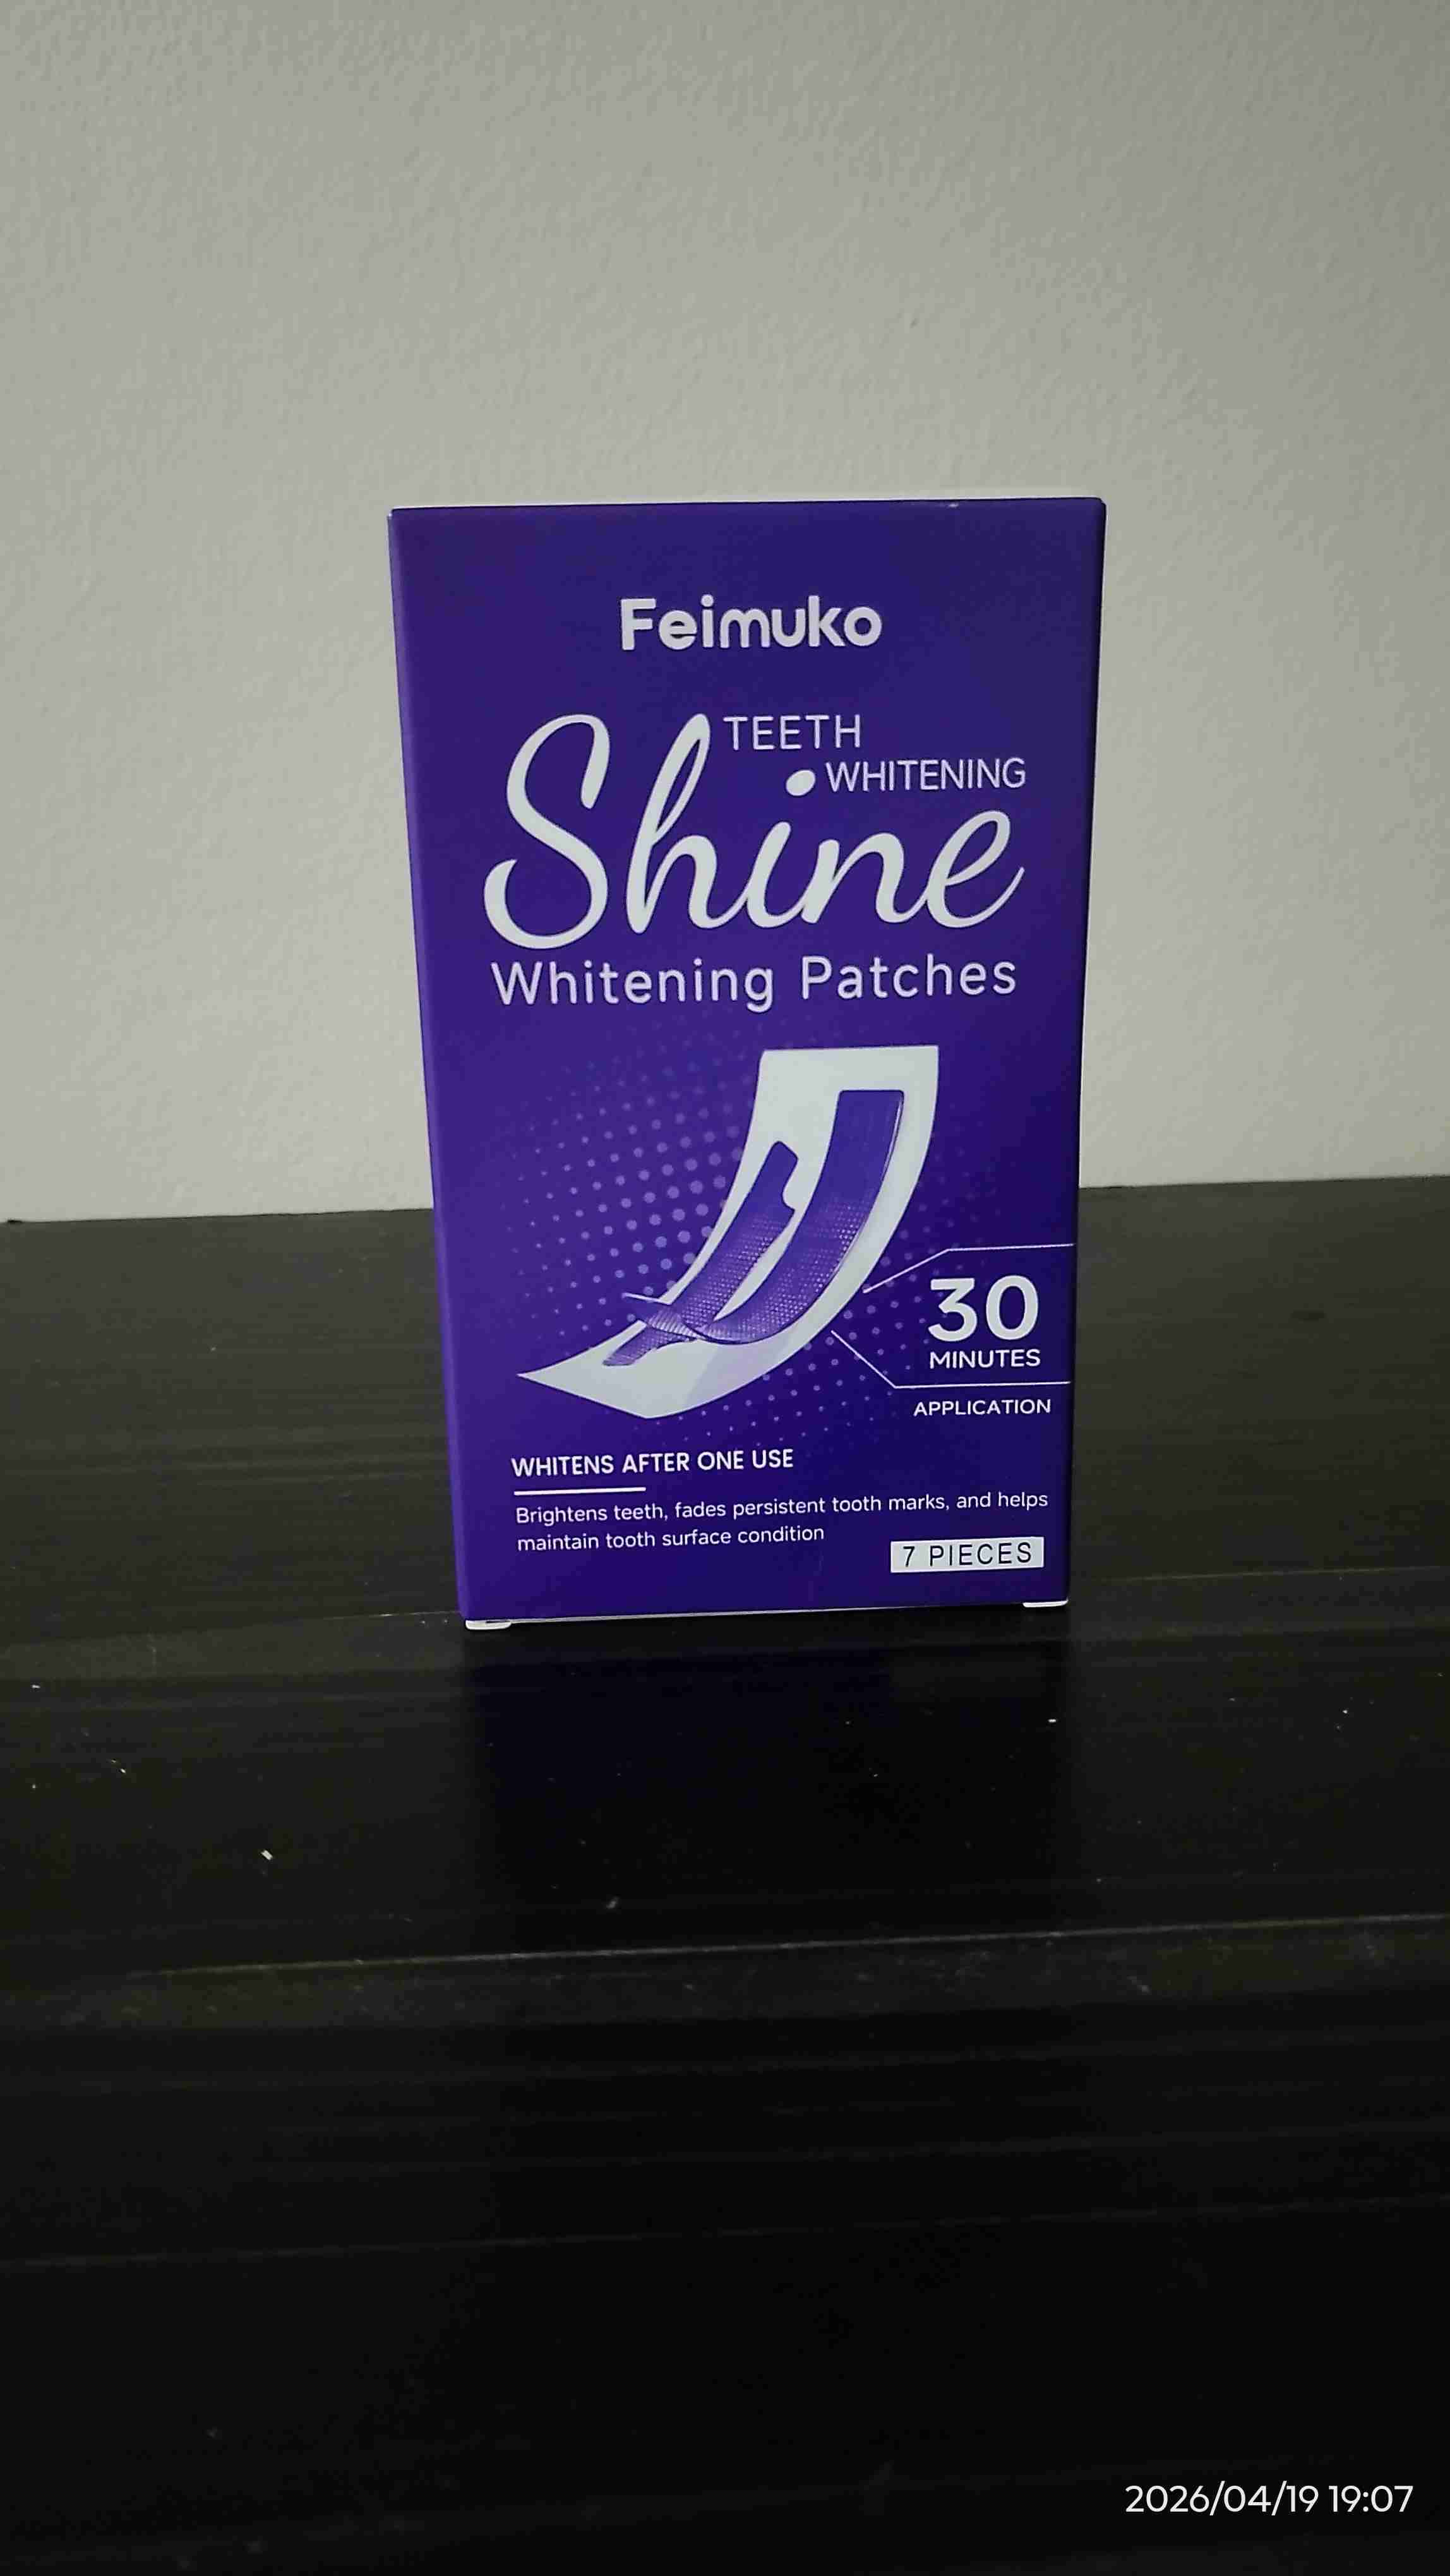 Feimuko
TEETH
WHITENING
Shine
Whitening Patches
30
MINUTES
APPLICATION
WHITENS AFTER ONE USE
Brightens teeth, fades persistent tooth marks, and helps
maintain tooth surface condition
7 PIECES
2026/04/19 19:07